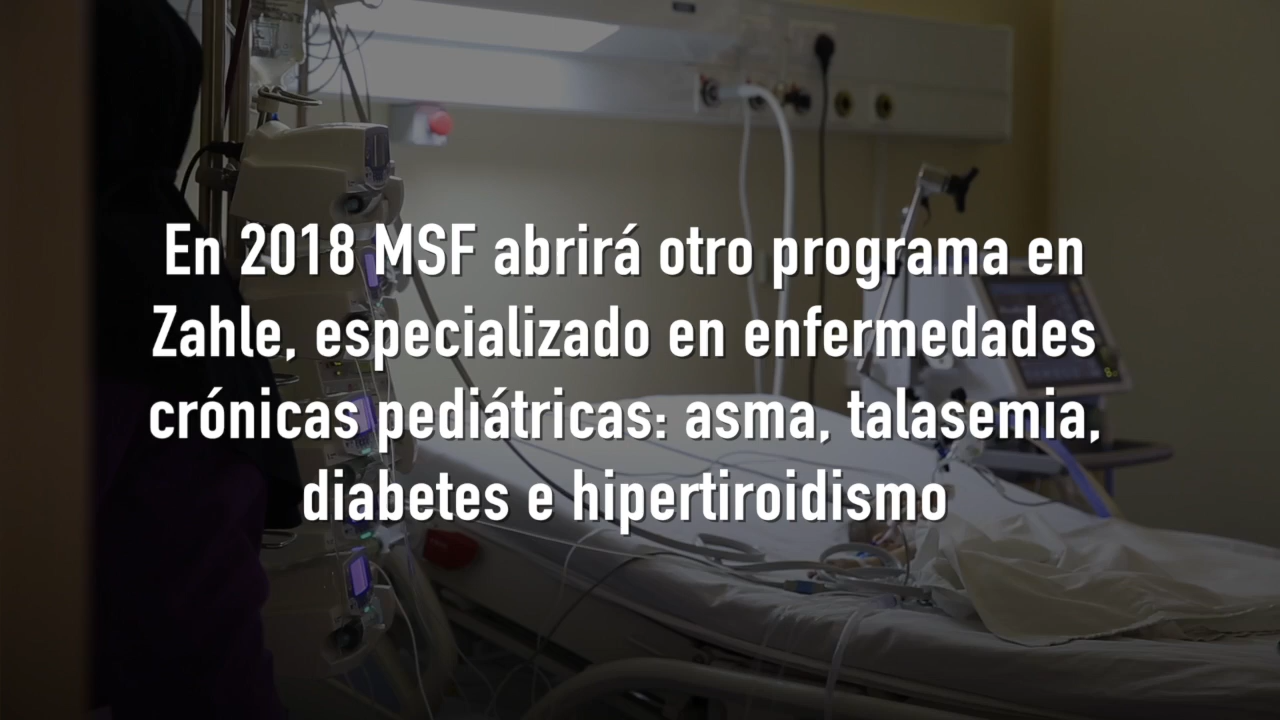 En 2018 MSF abrirá otro programa en
Zahle, especializado en enfermedades
crónicas pediátricas: asma, talasemia,
diabetes e hipertiroidismo